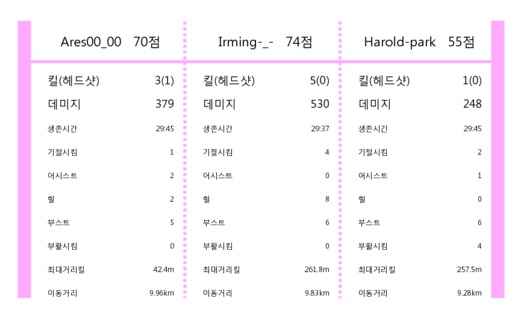 Ares00_00 70점 Irming-_- 74점 Harold-park 55점
킬(헤드샷) 3(1) 킬(헤드샷) 5(0) 킬(헤드샷) 1(0)
데미지 379 데미지 530 데미지 248
생존시간 29:45 생존시간 29:37 생존시간 29:45
기절시킴 1 기절시킴 4 기절시킴 2
어시스트 2 어시스트 0 어시스트 1
힐 2 힐 8 힐 0
부스트 5 부스트 6 부스트 6
부활시킴 0 부활시킴 0 부활시킴 4
최대거리킬 42.4m 최대거리킬 261.8m 최대거리킬 257.5m
이동거리 9.96km 이동거리 9.83km 이동거리 9.28km